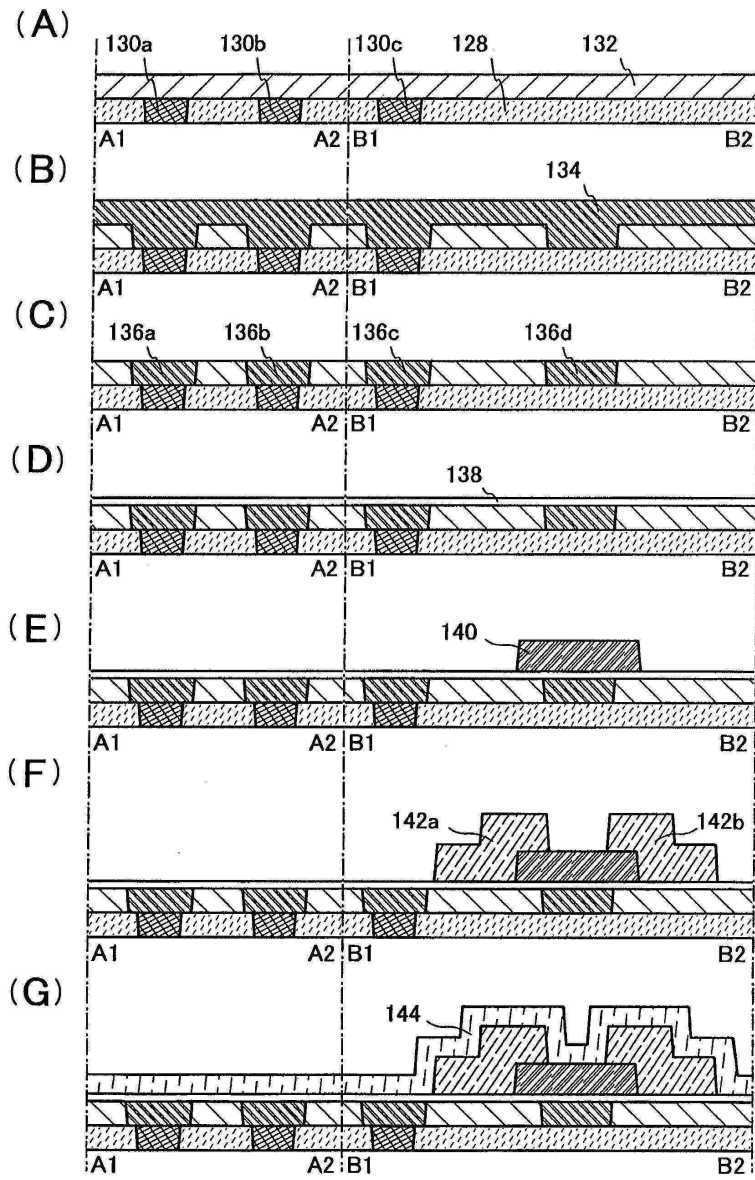 (A)
130a 130b 130c 128 132
A1 A2 B1 B2
(B)
134
A1 A2 B1 B2
(C)
136a 136b 136c 136d
A1 A2 B1 B2
(D)
138
A1 A2 B1 B2
(E)
140
A1 A2 B1 B2
(F)
142a 142b
A1 A2 B1 B2
(G)
144
A1 A2 B1 B2